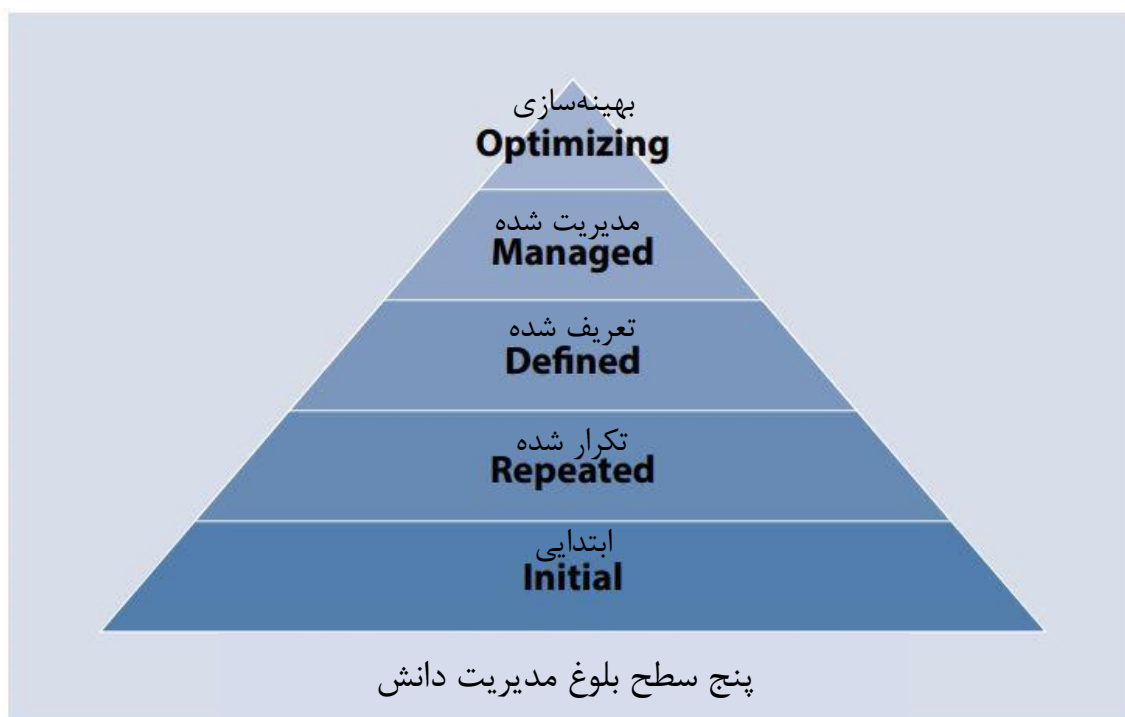 بهینه‌سازی
Optimizing
مدیریت شده
Managed
تعریف شده
Defined
تکرار شده
Repeated
ابتدایی
Initial
پنج سطح بلوغ مدیریت دانش